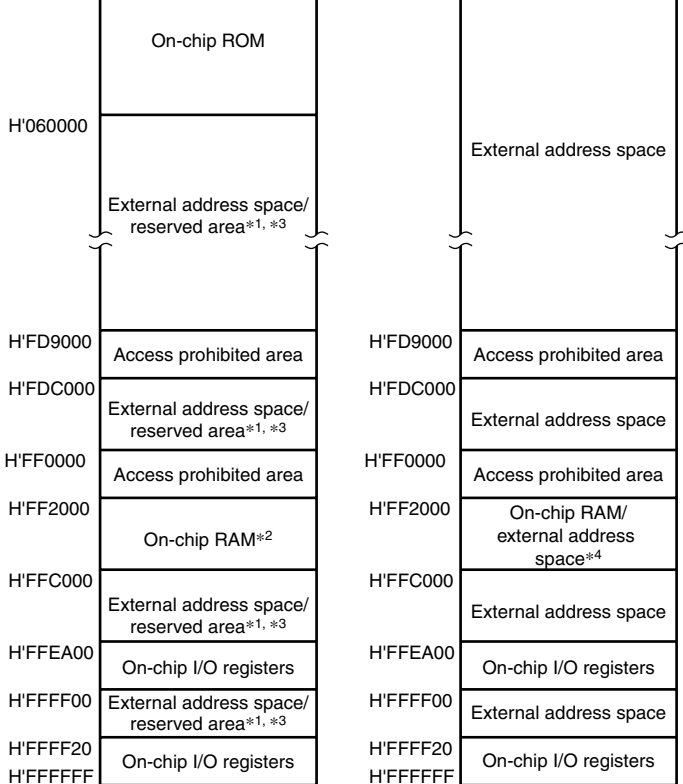 On-chip ROM
H'060000
External address space/
reserved area*1, *3
H'FD9000
Access prohibited area
H'FDC000
External address space/
reserved area*1, *3
H'FF0000
Access prohibited area
H'FF2000
On-chip RAM*2
H'FFC000
External address space/
reserved area*1, *3
H'FFEA00
On-chip I/O registers
H'FFFF00
External address space/
reserved area*1, *3
H'FFFF20
On-chip I/O registers
H'FFFFFF
External address space
H'FD9000
Access prohibited area
H'FDC000
External address space
H'FF0000
Access prohibited area
H'FF2000
On-chip RAM/
external address
space*4
H'FFC000
External address space
H'FFEA00
On-chip I/O registers
H'FFFF00
External address space
H'FFFF20
On-chip I/O registers
H'FFFFFF